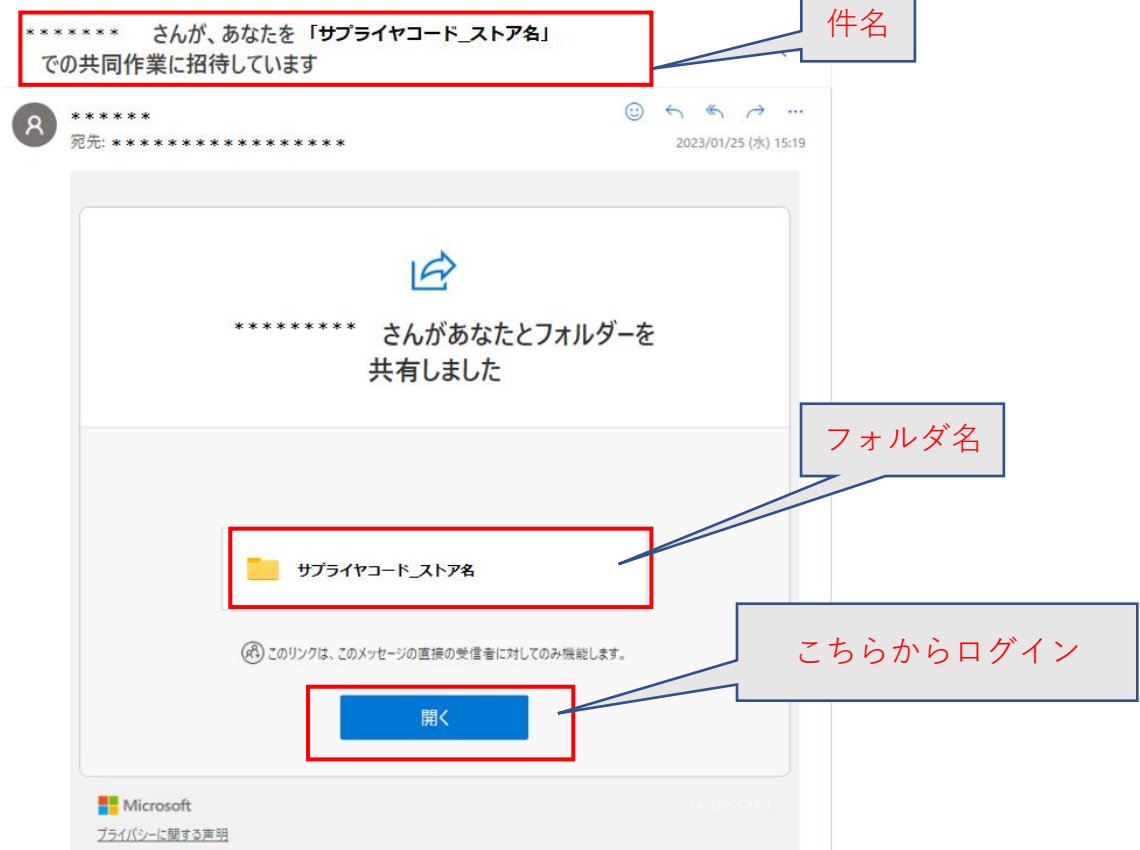 件名
******* さんが、あなたを「サプライヤコード_ストア名」
での共同作業に招待しています
******
宛先: *****************
2023/01/25 (水) 15:19
********* さんがあなたとフォルダーを
共有しました
フォルダ名
サプライヤコード_ストア名
このリンクは、このメッセージの直接の受信者に対してのみ機能します。
こちらからログイン
開く
Microsoft
プライバシーに関する声明